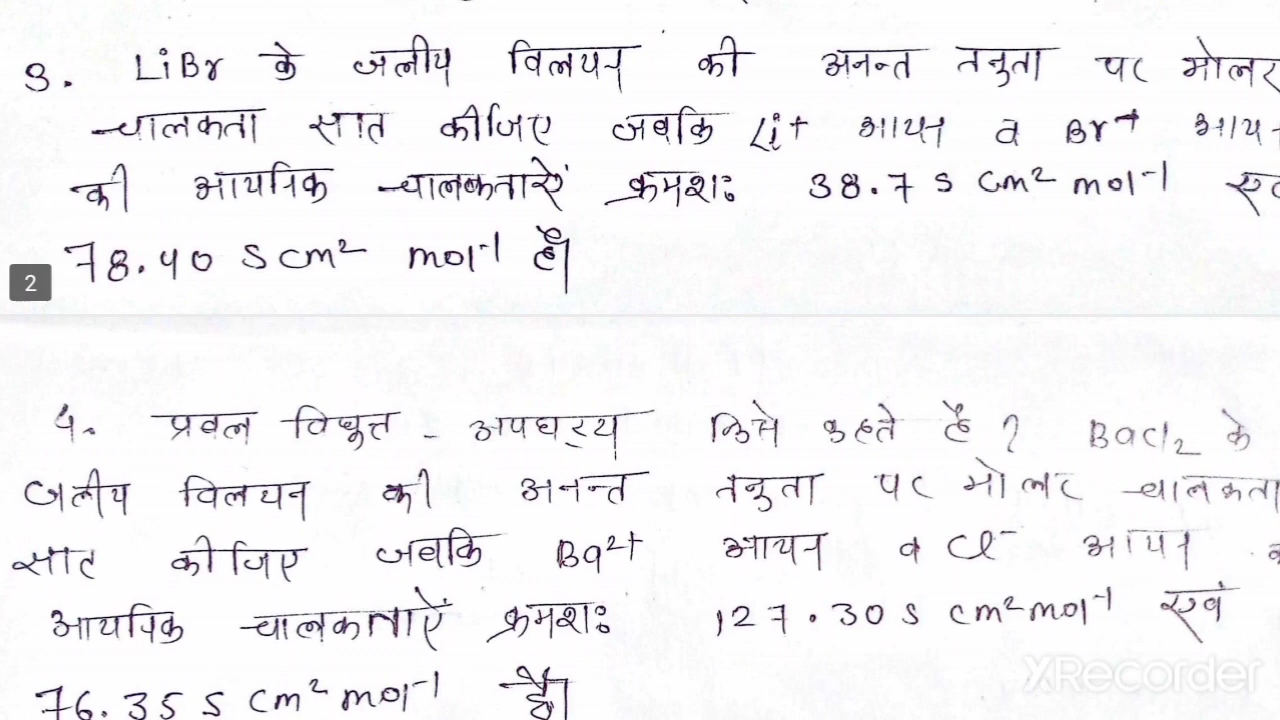 3. LiBr के जलीय विलयन की अनन्त तनुता पर मोलर
चालकता ज्ञात कीजिए जबकि Li+ आयन व Br+
की आयनिक चालकताऐं क्रमशः 38.7 S cm² mol⁻¹
78.40 S cm² mol⁻¹ है।
2
4. प्रबल विद्युत - अपघट्य किसे कहते है ? BaCl₂ के
जलीय विलयन की अनन्त तनुता पर मोलर चालकता
ज्ञात कीजिए जबकि Ba²⁺ आयन व Cl⁻ आयन
आयनिक चालकताऐं क्रमशः 127.30 S cm² mol⁻¹ एवं
76.35 S cm² mol⁻¹ है।
XRecorder